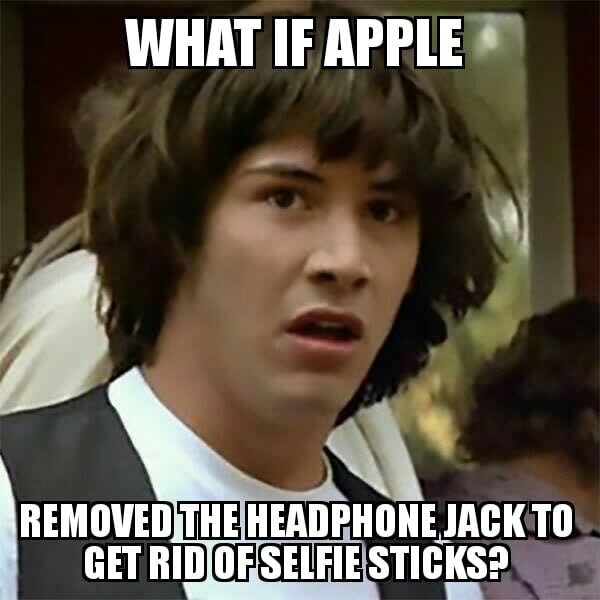 WHAT IF APPLE
REMOVED THE HEADPHONE JACK TO
GET RID OF SELFIE STICKS?